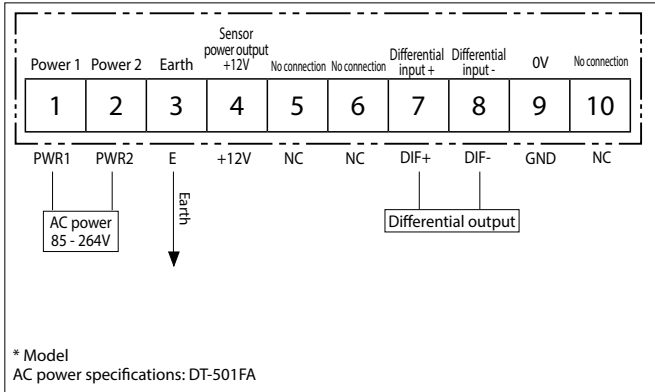 Sensor
power output
+12V
Power 1 Power 2 Earth No connection No connection Differential
input + Differential
input - 0V No connection
1 2 3 4 5 6 7 8 9 10
PWR1 PWR2 E +12V NC NC DIF+ DIF- GND NC
Earth
AC power
85 - 264V
Differential output
* Model
AC power specifications: DT-501FA